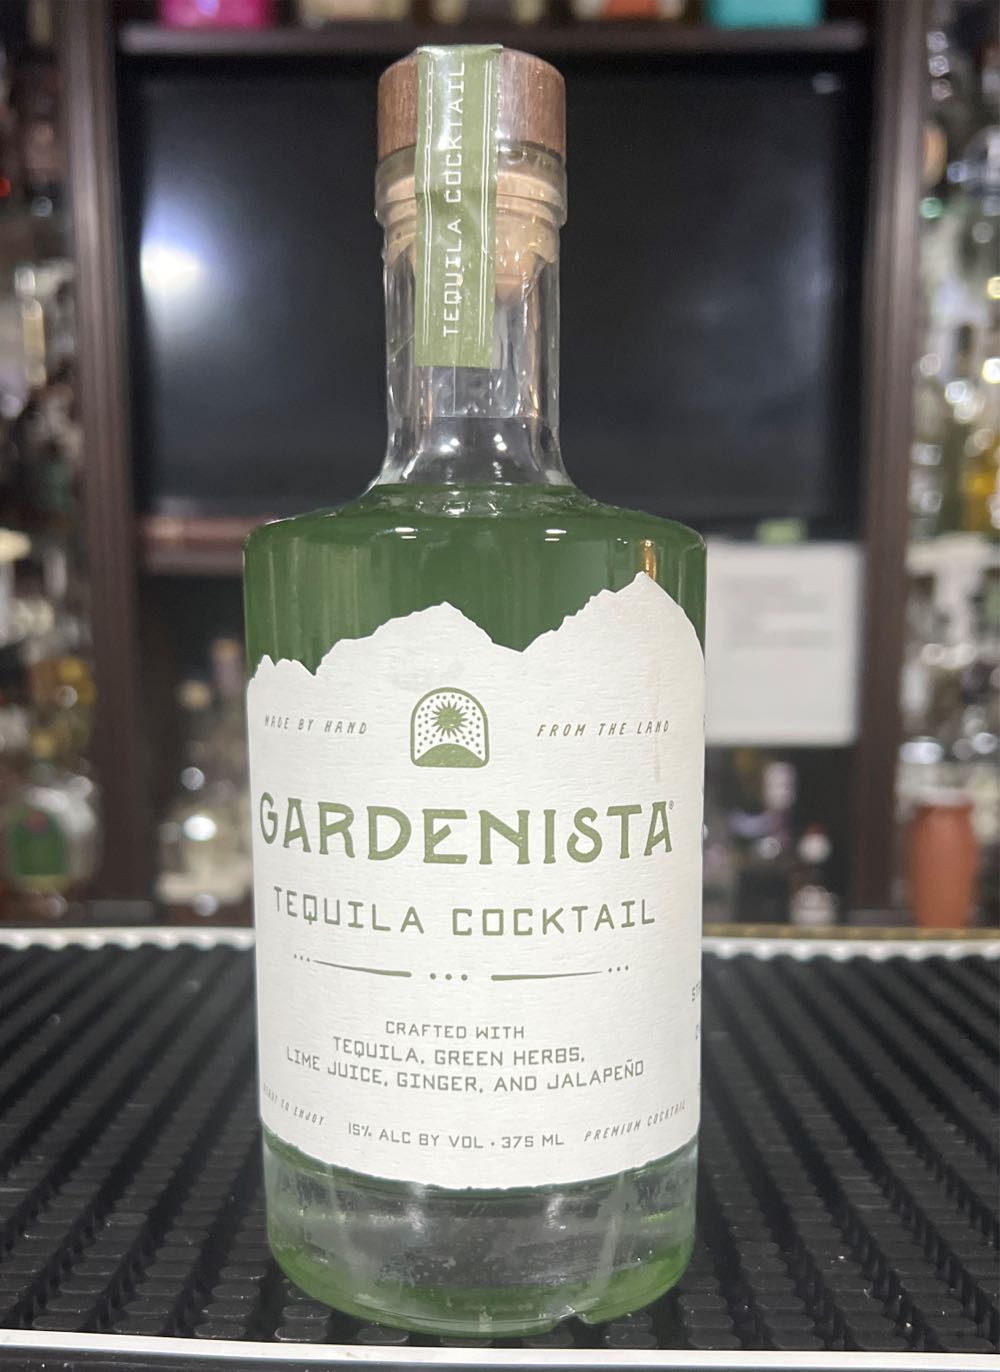 TEQUILA COCKTAIL
MADE BY HAND
FROM THE LAND
GARDENISTA®
TEQUILA COCKTAIL
CRAFTED WITH
TEQUILA, GREEN HERBS,
LIME JUICE, GINGER, AND JALAPEÑO
READY TO ENJOY
15% ALC BY VOL • 375 ML
PREMIUM COCKTAIL